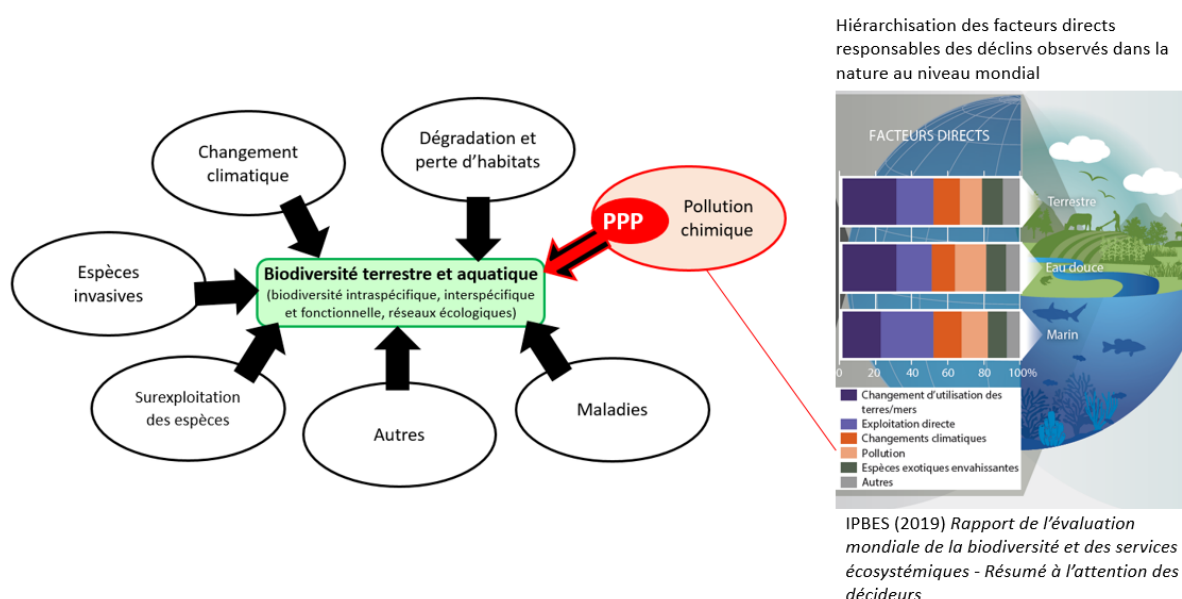 Changement
climatique
Dégradation et
perte d’habitats
PPP
Pollution
chimique
Espèces
invasives
Biodiversité terrestre et aquatique
(biodiversité intraspécifique, interspécifique
et fonctionnelle, réseaux écologiques)
Surexploitation
des espèces
Autres
Maladies
Hiérarchisation des facteurs directs
responsables des déclins observés dans la
nature au niveau mondial
FACTEURS DIRECTS
Terrestre
Eau douce
Marin
0 20 40 60 80 100%
Changement d’utilisation des
terres/mers
Exploitation directe
Changements climatiques
Pollution
Espèces exotiques envahissantes
Autres
IPBES (2019) Rapport de l’évaluation
mondiale de la biodiversité et des services
écosystémiques - Résumé à l’attention des
décideurs